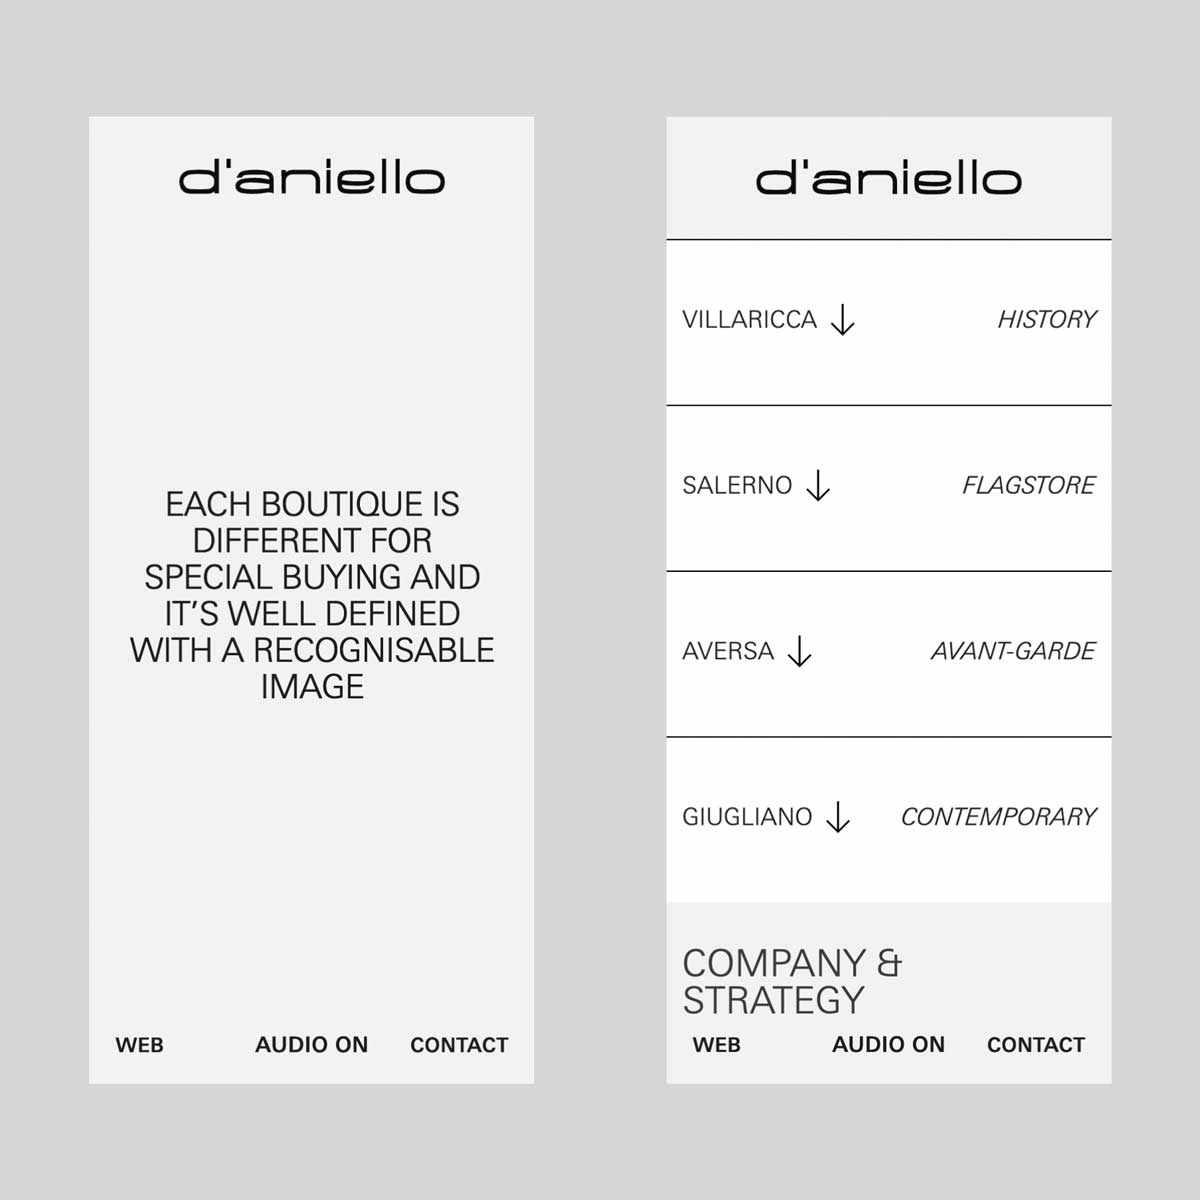 d'aniello
EACH BOUTIQUE IS
DIFFERENT FOR
SPECIAL BUYING AND
IT’S WELL DEFINED
WITH A RECOGNISABLE
IMAGE
WEB AUDIO ON CONTACT
d'aniello
VILLARICCA ↓ HISTORY
SALERNO ↓ FLAGSTORE
AVERSA ↓ AVANT-GARDE
GIUGLIANO ↓ CONTEMPORARY
COMPANY &
STRATEGY
WEB AUDIO ON CONTACT